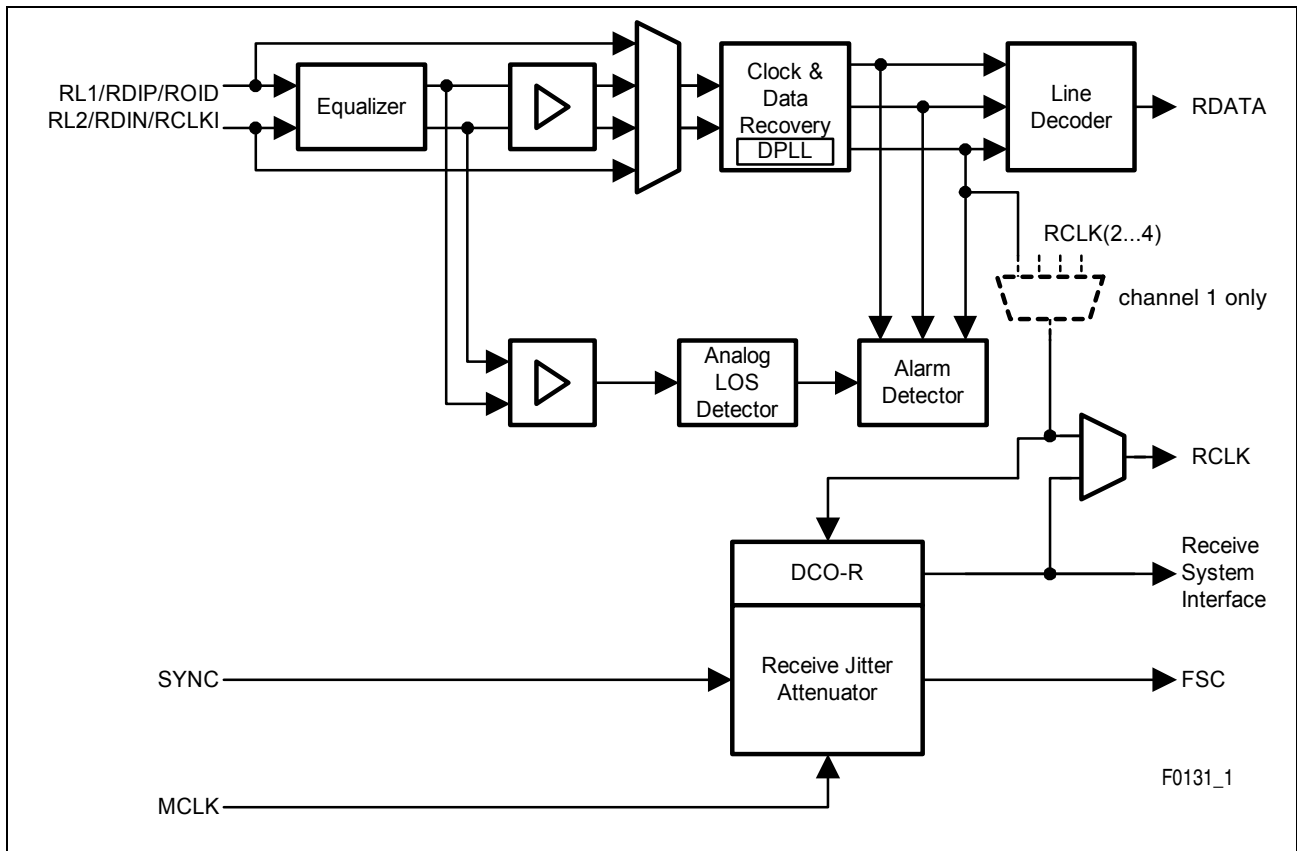 RL1/RDIP/ROID
RL2/RDIN/RCLKI
Equalizer
Clock &
Data
Recovery
DPLL
Line
Decoder
RDATA
RCLK(2...4)
channel 1 only
Analog
LOS
Detector
Alarm
Detector
RCLK
DCO-R
Receive
System
Interface
SYNC
Receive Jitter
Attenuator
FSC
MCLK
F0131_1